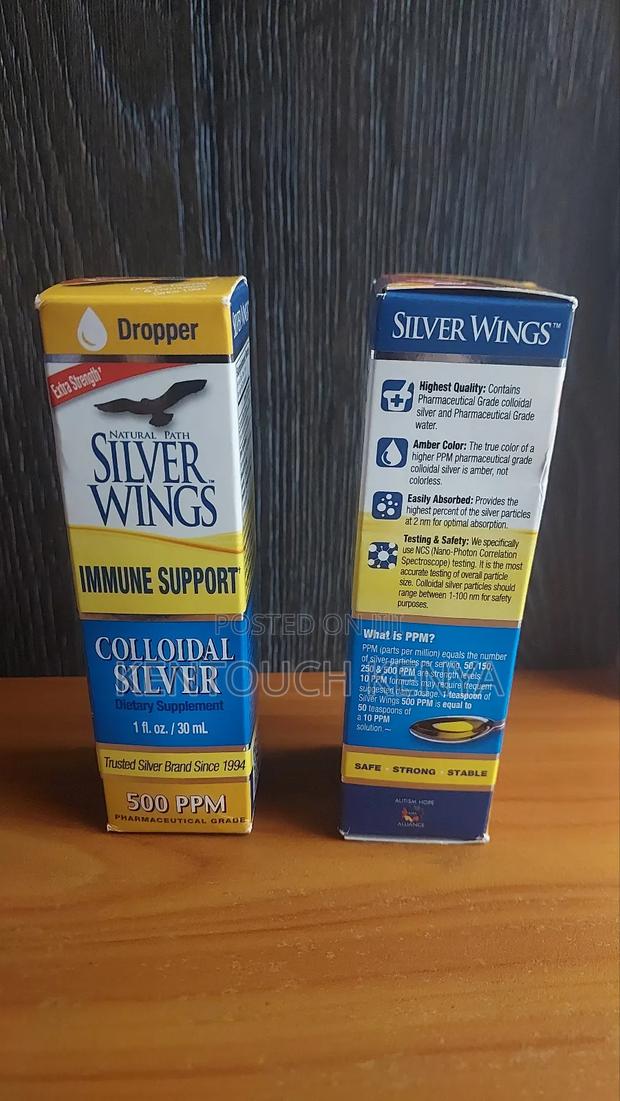 Dropper
Extra Strength†
NATURAL PATH
SILVER
WINGS™
IMMUNE SUPPORT†
COLLOIDAL
SILVER
Dietary Supplement
1 fl. oz. / 30 mL
Trusted Silver Brand Since 1994
500 PPM
PHARMACEUTICAL GRADE
SILVER WINGS™
Highest Quality: Contains
Pharmaceutical Grade colloidal
silver and Pharmaceutical Grade
water.
Amber Color: The true color of a
higher PPM pharmaceutical grade
colloidal silver is amber, not
colorless.
Easily Absorbed: Provides the
highest percent of the silver particles
at 2 nm for optimal absorption.
Testing & Safety: We specifically
use NCS (Nano-Photon Correlation
Spectroscope) testing. It is the most
accurate testing of overall particle
size. Colloidal silver particles should
range between 1-100 nm for safety
purposes.
What is PPM?
PPM (parts per million) equals the number
of silver particles per serving. 50, 150,
250 & 500 PPM are strength levels.
10 PPM formulas may require frequent
suggested daily dosage. 1 teaspoon of
Silver Wings 500 PPM is equal to
50 teaspoons of
a 10 PPM
solution.~
SAFE · STRONG · STABLE
AUTISM HOPE
ALLIANCE
POSTED ON JIJI
KENTOUCH KENYA